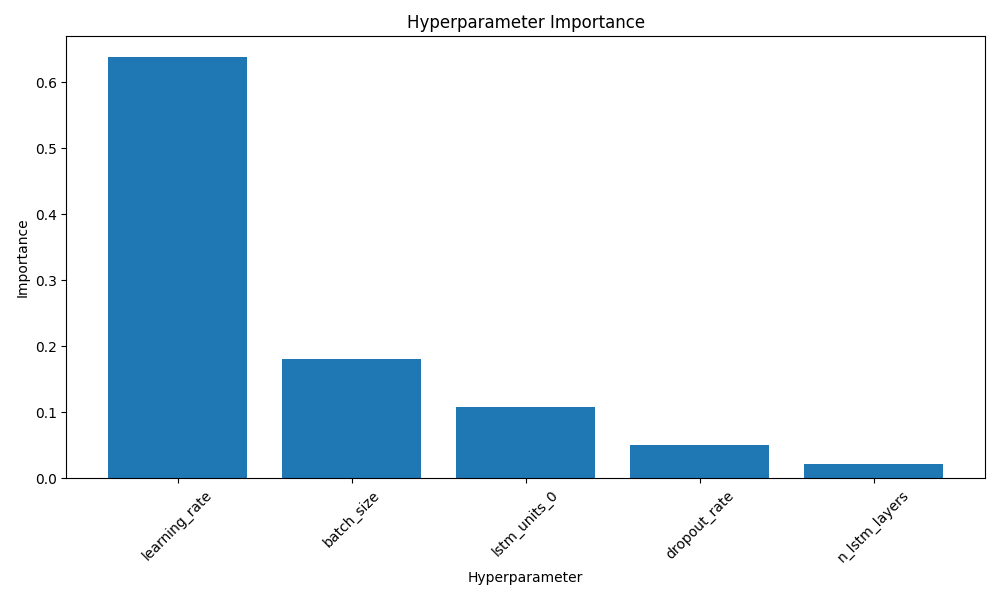 Hyperparameter Importance
Importance
0.6
0.5
0.4
0.3
0.2
0.1
0.0
learning_rate
batch_size
lstm_units_0
dropout_rate
n_lstm_layers
Hyperparameter